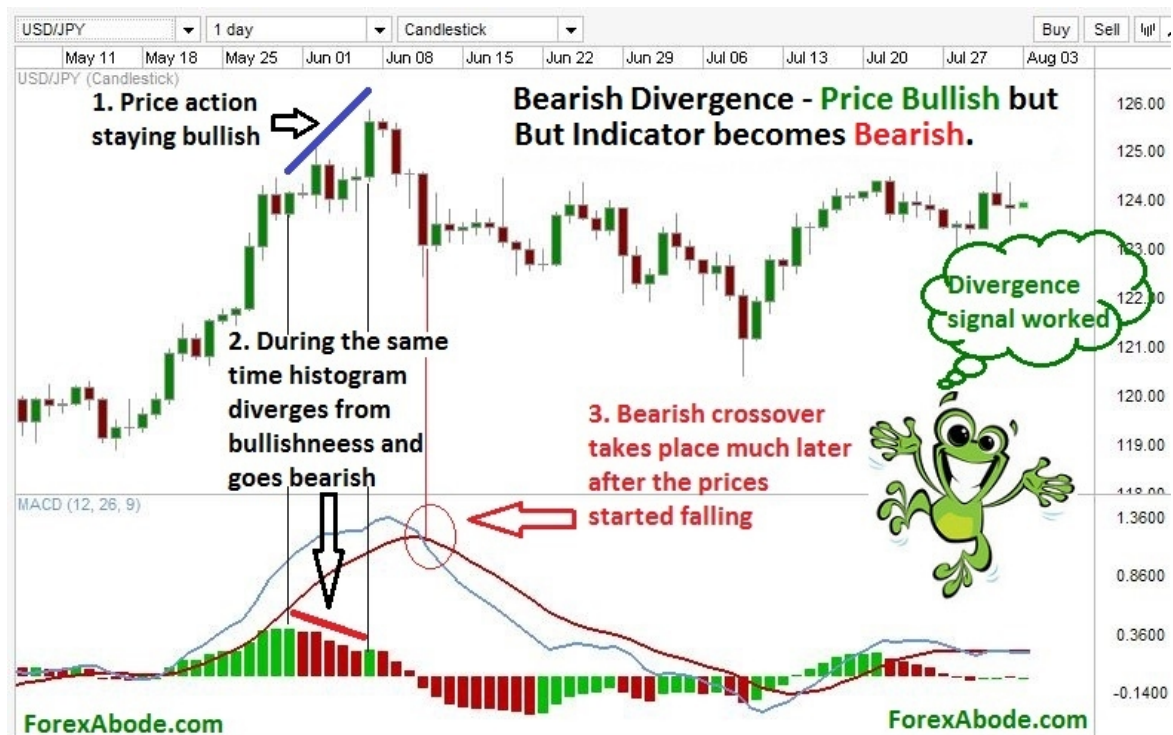 USD/JPY
1 day
Candlestick
Buy
Sell
May 11 May 18 May 25 Jun 01 Jun 08 Jun 15 Jun 22 Jun 29 Jul 06 Jul 13 Jul 20 Jul 27 Aug 03
USD/JPY (Candlestick)
1. Price action
staying bullish
Bearish Divergence - Price Bullish but
But Indicator becomes Bearish.
126.00
125.00
124.00
123.00
122.00
121.00
120.00
119.00
118.00
Divergence
signal worked
2. During the same
time histogram
diverges from
bullishneess and
goes bearish
3. Bearish crossover
takes place much later
after the prices
started falling
MACD (12, 26, 9)
1.3600
0.8600
0.3600
-0.1400
ForexAbode.com
ForexAbode.com